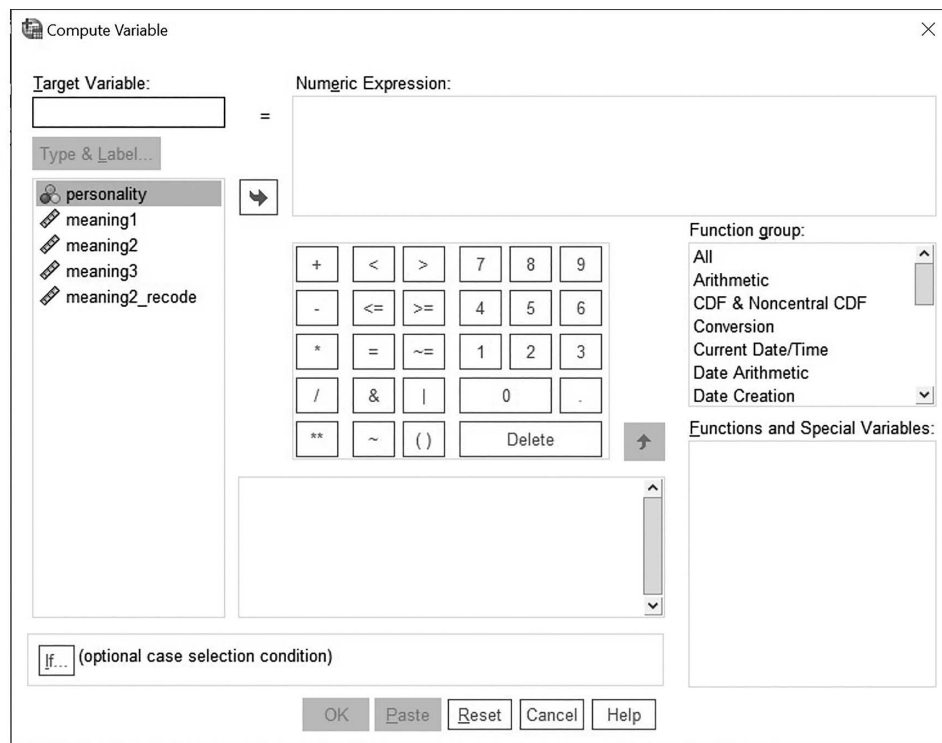 Compute Variable
Target Variable:
Numeric Expression:
=
Type & Label...
personality
meaning1
meaning2
meaning3
meaning2_recode
+ < > 7 8 9
- <= >= 4 5 6
* = ~= 1 2 3
/ & | 0 .
** ~ ( ) Delete
Function group:
All
Arithmetic
CDF & Noncentral CDF
Conversion
Current Date/Time
Date Arithmetic
Date Creation
Functions and Special Variables:
If... (optional case selection condition)
OK Paste Reset Cancel Help